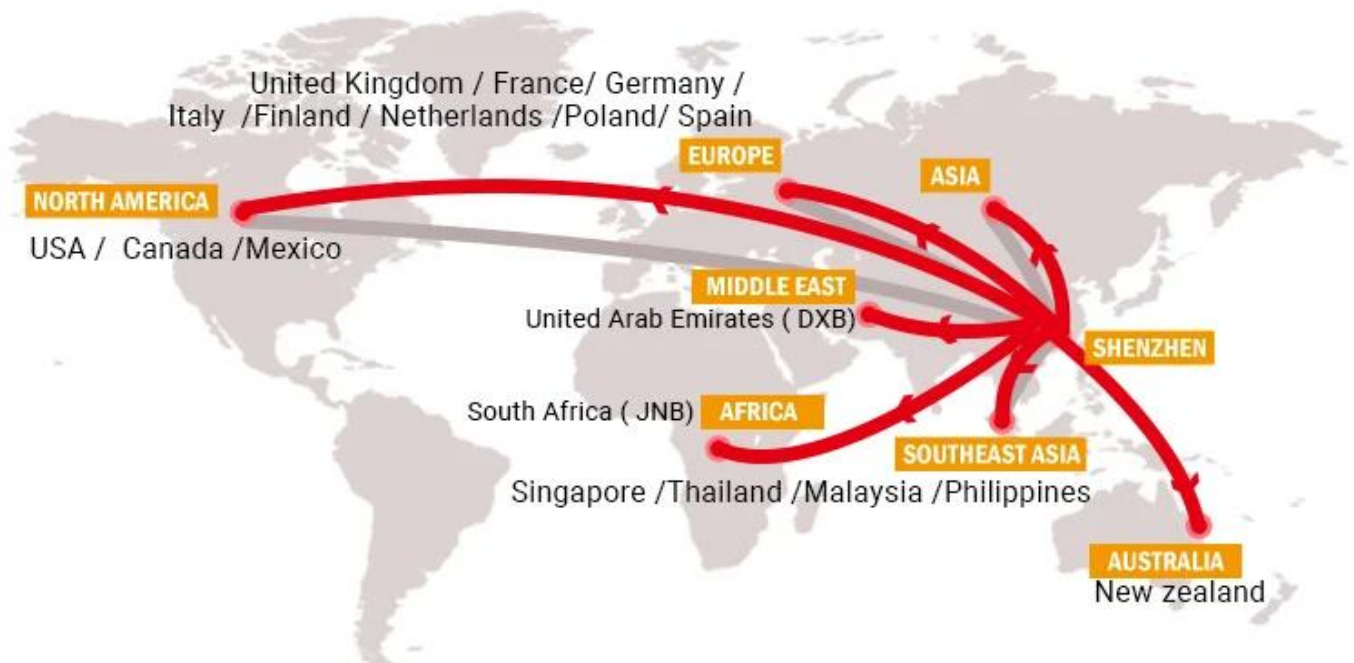 United Kingdom / France/ Germany /
Italy /Finland / Netherlands /Poland/ Spain
EUROPE
ASIA
NORTH AMERICA
USA / Canada /Mexico
MIDDLE EAST
United Arab Emirates ( DXB)
SHENZHEN
South Africa ( JNB)
AFRICA
SOUTHEAST ASIA
Singapore /Thailand /Malaysia /Philippines
AUSTRALIA
New zealand